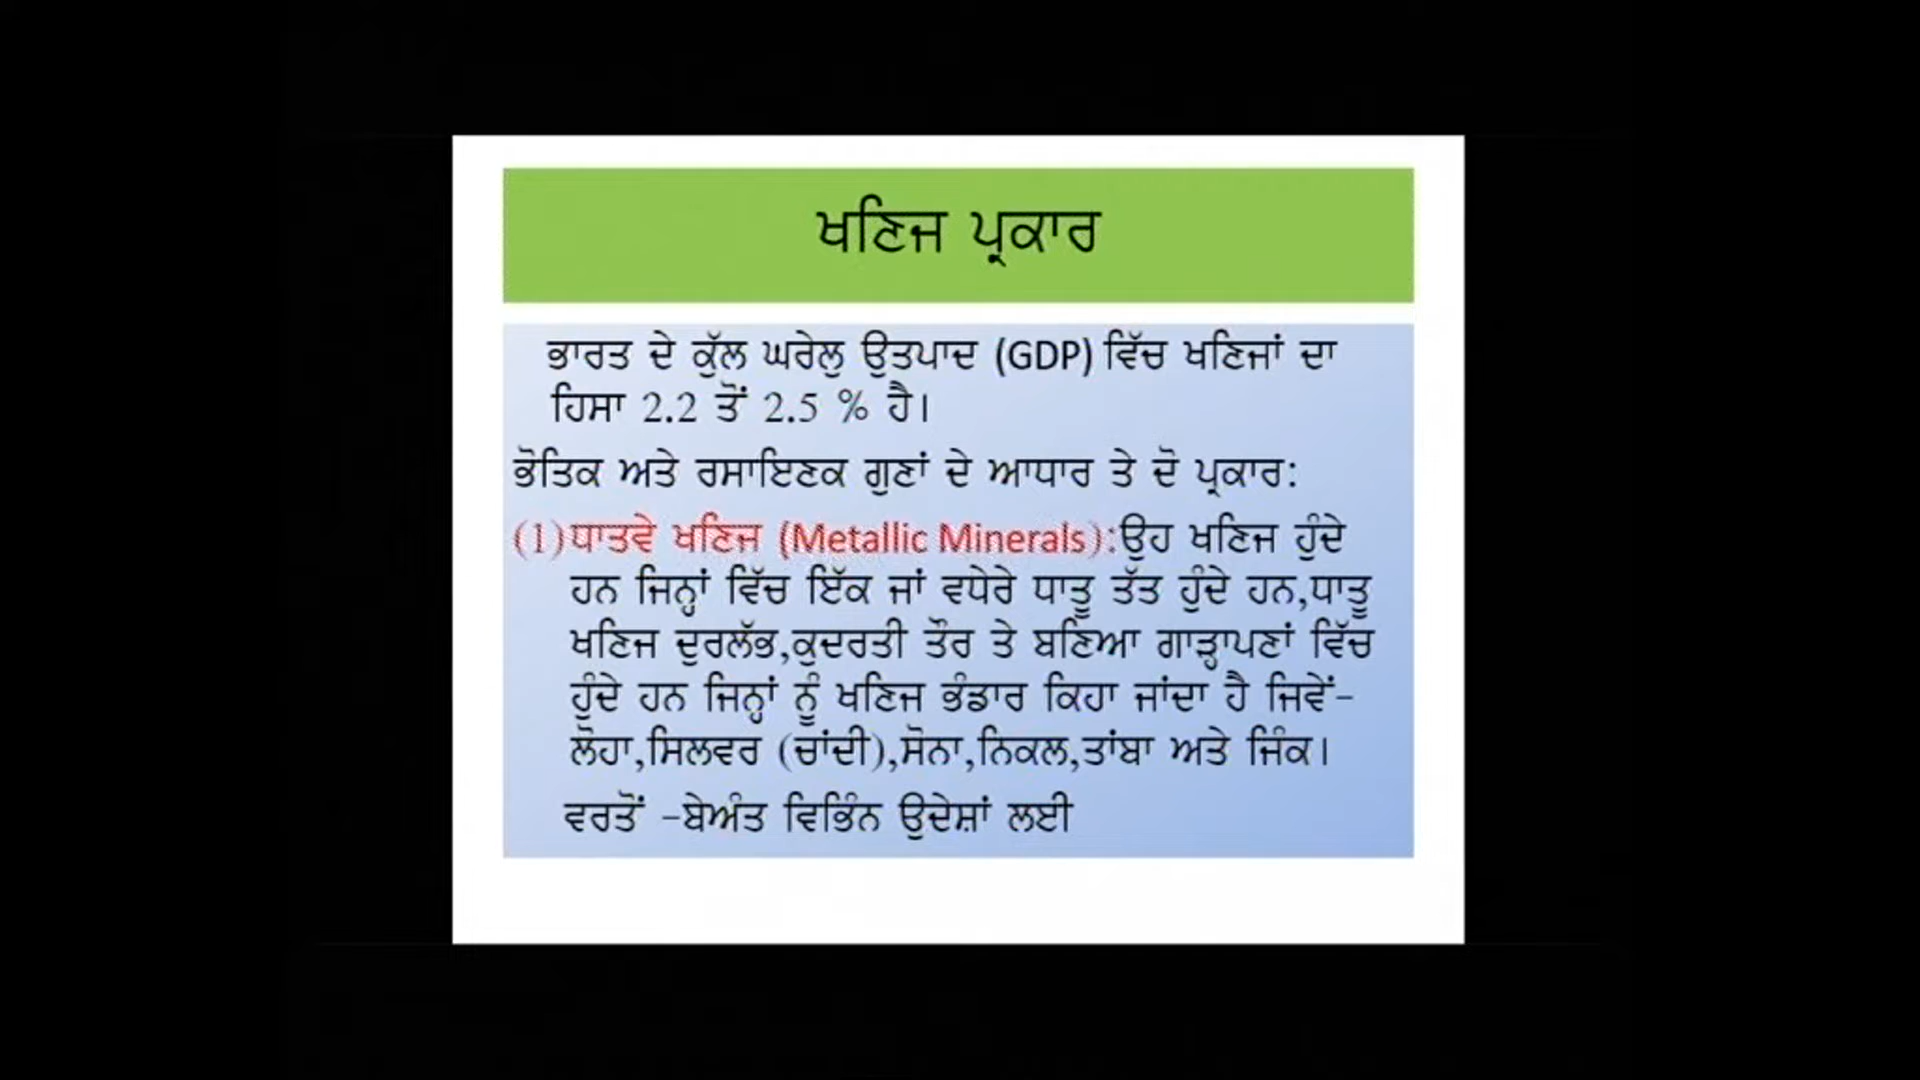 ਖਣਿਜ ਪ੍ਰਕਾਰ
ਭਾਰਤ ਦੇ ਕੁੱਲ ਘਰੇਲੁ ਉਤਪਾਦ (GDP) ਵਿੱਚ ਖਣਿਜਾਂ ਦਾ
ਹਿਸਾ 2.2 ਤੋਂ 2.5 % ਹੈ।
ਭੋਤਿਕ ਅਤੇ ਰਸਾਇਣਕ ਗੁਣਾਂ ਦੇ ਆਧਾਰ ਤੇ ਦੋ ਪ੍ਰਕਾਰ:
(1)ਧਾਤਵੇ ਖਣਿਜ (Metallic Minerals):ਉਹ ਖਣਿਜ ਹੁੰਦੇ
ਹਨ ਜਿਨ੍ਹਾਂ ਵਿੱਚ ਇੱਕ ਜਾਂ ਵਧੇਰੇ ਧਾਤੂ ਤੱਤ ਹੁੰਦੇ ਹਨ,ਧਾਤੂ
ਖਣਿਜ ਦੁਰਲੱਭ,ਕੁਦਰਤੀ ਤੌਰ ਤੇ ਬਣਿਆ ਗਾੜ੍ਹਾਪਣਾਂ ਵਿੱਚ
ਹੁੰਦੇ ਹਨ ਜਿਨ੍ਹਾਂ ਨੂੰ ਖਣਿਜ ਭੰਡਾਰ ਕਿਹਾ ਜਾਂਦਾ ਹੈ ਜਿਵੇਂ-
ਲੋਹਾ,ਸਿਲਵਰ (ਚਾਂਦੀ),ਸੋਨਾ,ਨਿਕਲ,ਤਾਂਬਾ ਅਤੇ ਜਿੰਕ।
ਵਰਤੋਂ -ਬੇਅੰਤ ਵਿਭਿੰਨ ਉਦੇਸ਼ਾਂ ਲਈ